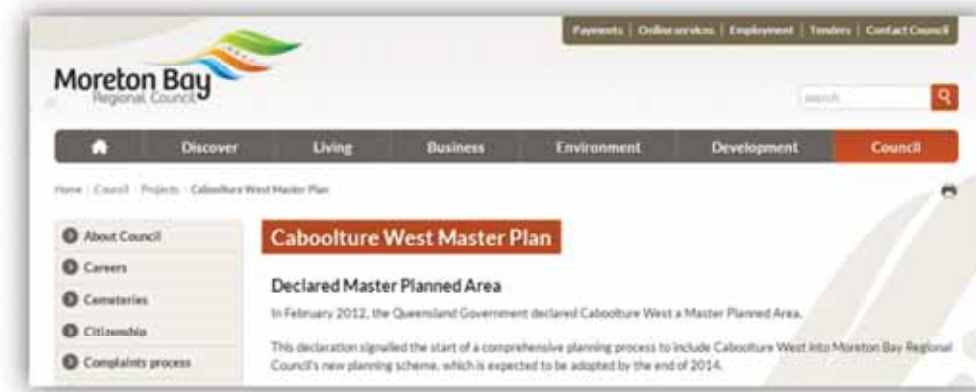 Payments | Online services | Employment | Tenders | Contact Council
Moreton Bay
Regional Council
search
Discover Living Business Environment Development Council
Home | Council | Projects | Caboolture West Master Plan
About Council
Careers
Cemeteries
Citizenship
Complaints process
Caboolture West Master Plan
Declared Master Planned Area
In February 2012, the Queensland Government declared Caboolture West a Master Planned Area.
This declaration signalled the start of a comprehensive planning process to include Caboolture West into Moreton Bay Regional
Council's new planning scheme, which is expected to be adopted by the end of 2014.